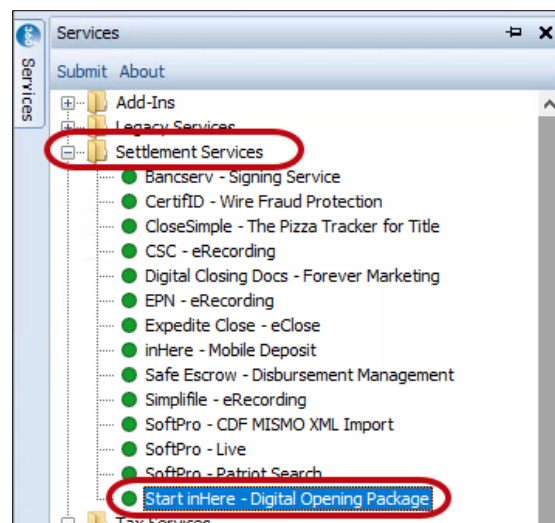 Services
360
Services
Submit About
Add-Ins
Legacy Services
Settlement Services
Bancserv - Signing Service
CertifID - Wire Fraud Protection
CloseSimple - The Pizza Tracker for Title
CSC - eRecording
Digital Closing Docs - Forever Marketing
EPN - eRecording
Expedite Close - eClose
inHere - Mobile Deposit
Safe Escrow - Disbursement Management
Simplifile - eRecording
SoftPro - CDF MISMO XML Import
SoftPro - Live
SoftPro - Patriot Search
Start inHere - Digital Opening Package
Tax Services